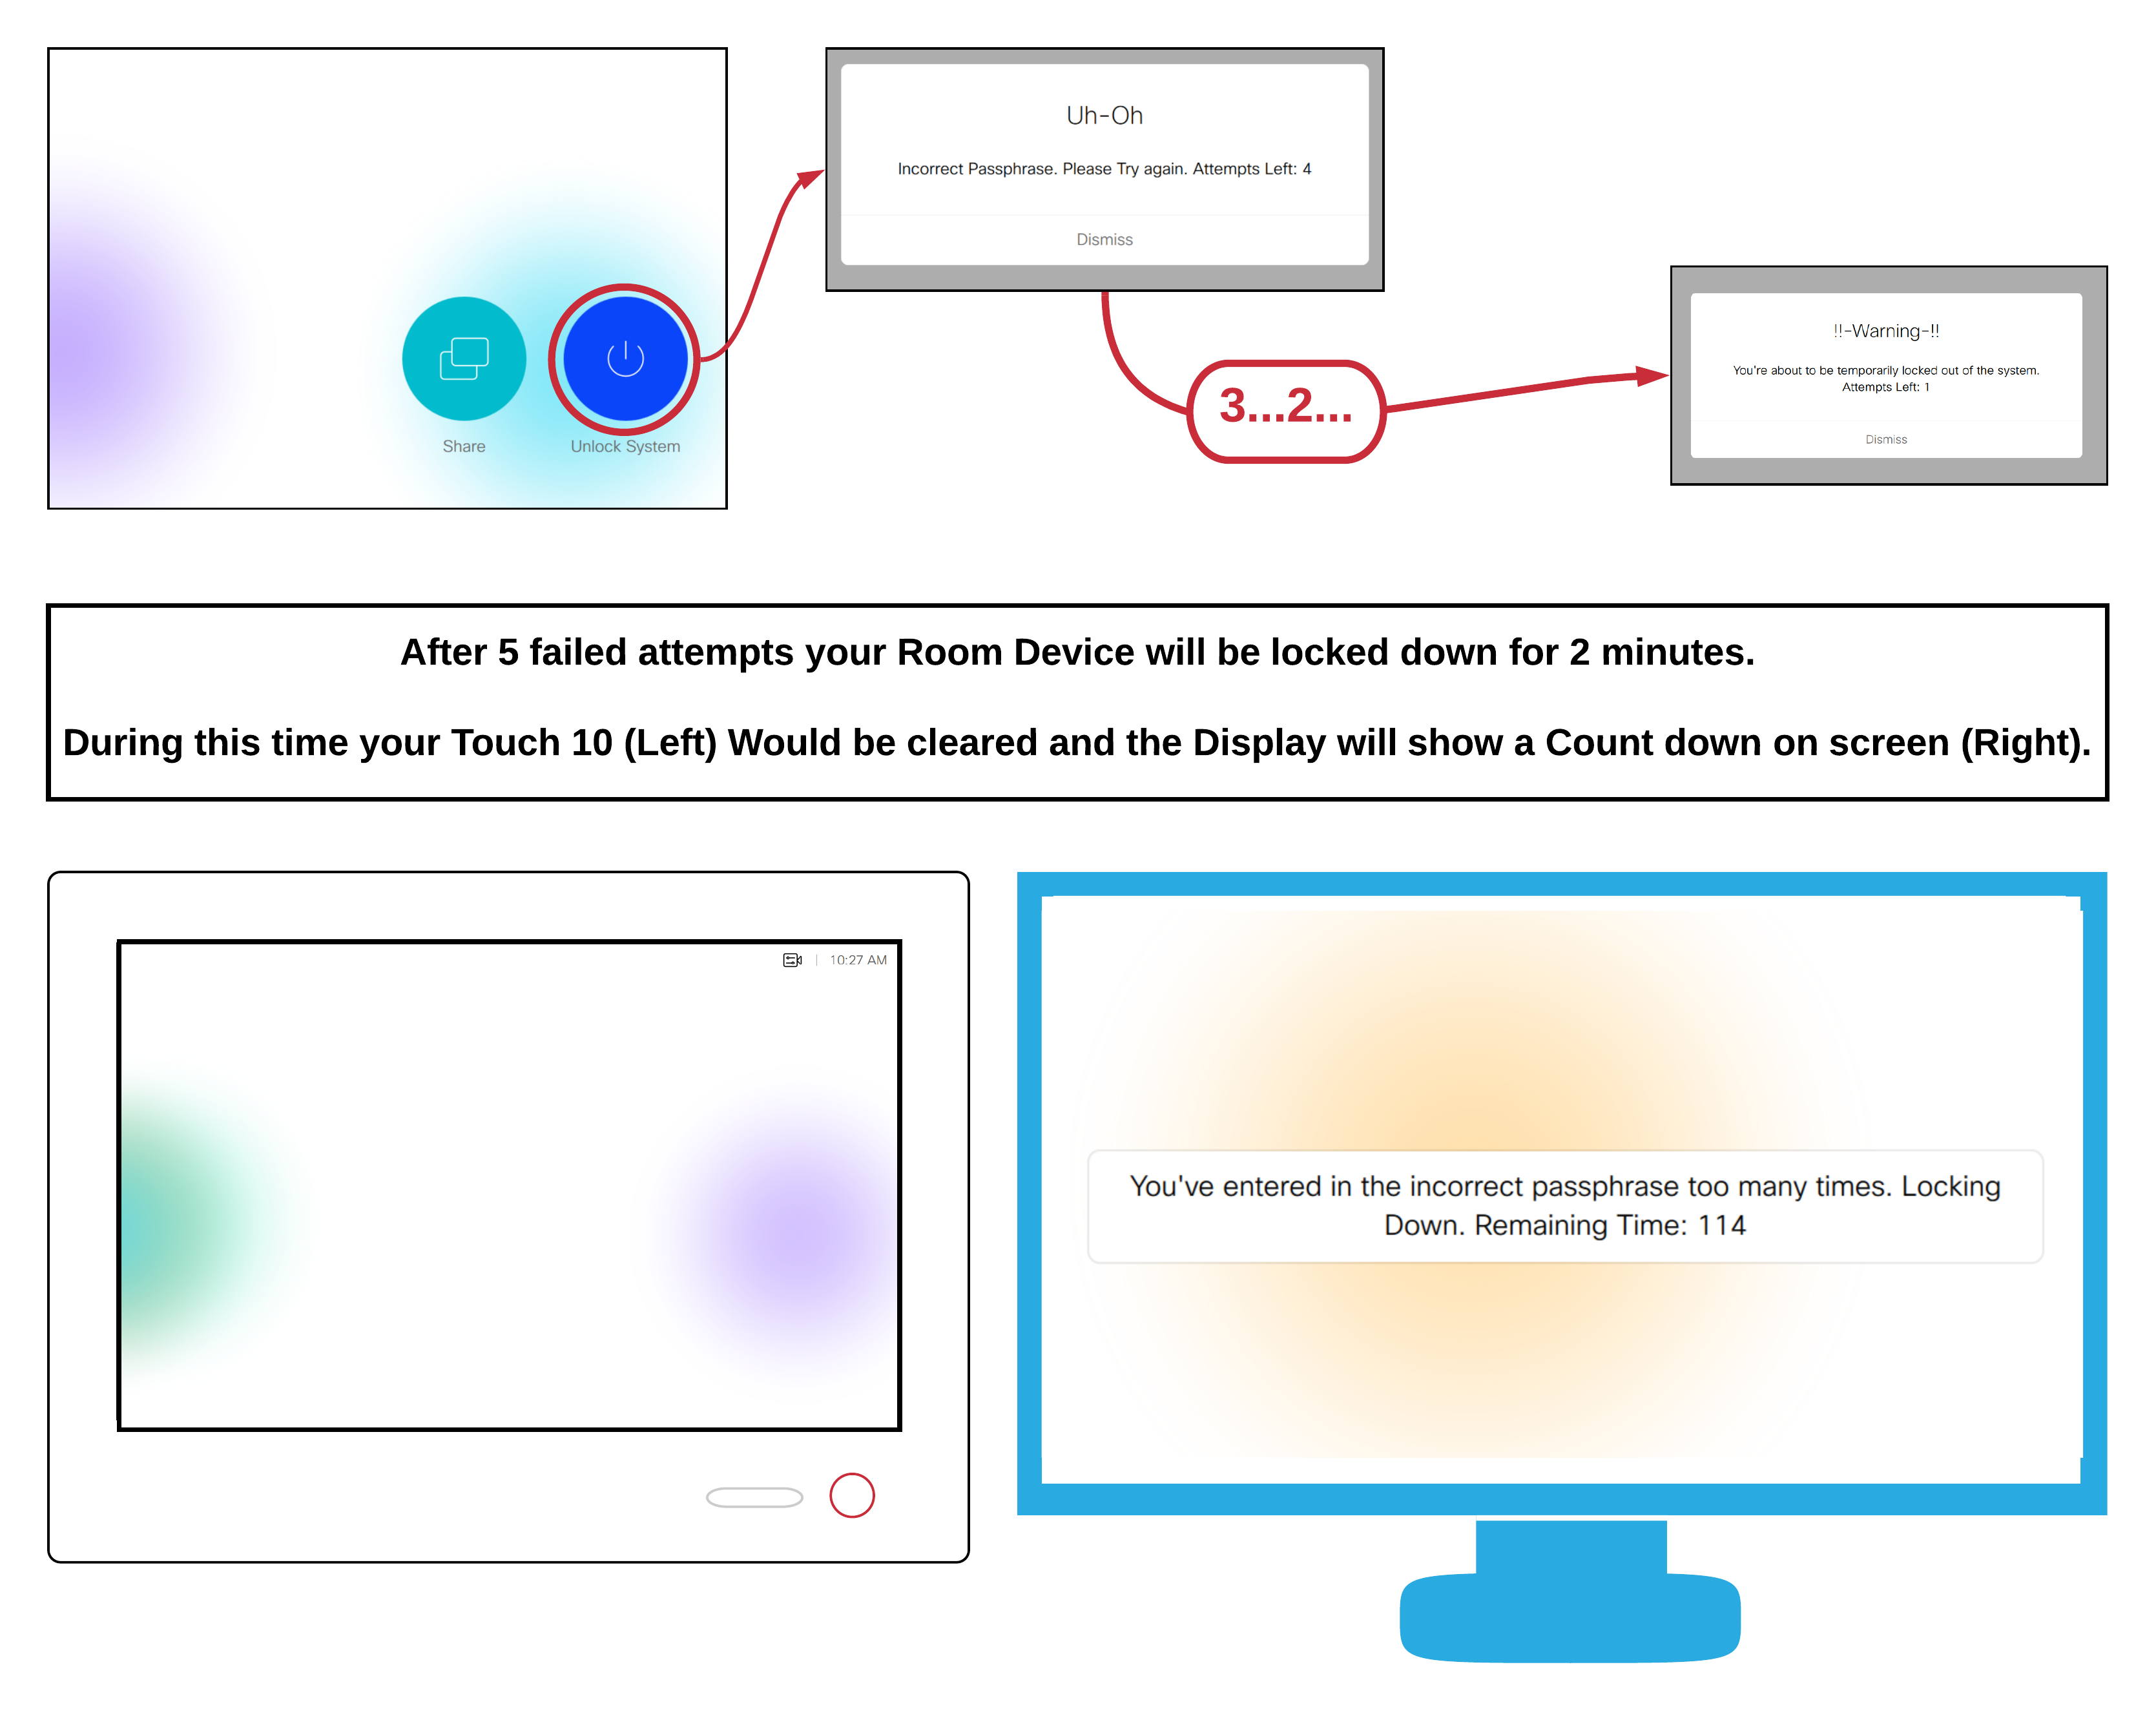 Uh-Oh
Incorrect Passphrase. Please Try again. Attempts Left: 4
Dismiss
Share
Unlock System
3...2...
!!-Warning-!!
You're about to be temporarily locked out of the system.
Attempts Left: 1
Dismiss
After 5 failed attempts your Room Device will be locked down for 2 minutes.
During this time your Touch 10 (Left) Would be cleared and the Display will show a Count down on screen (Right).
10:27 AM
You've entered in the incorrect passphrase too many times. Locking
Down. Remaining Time: 114